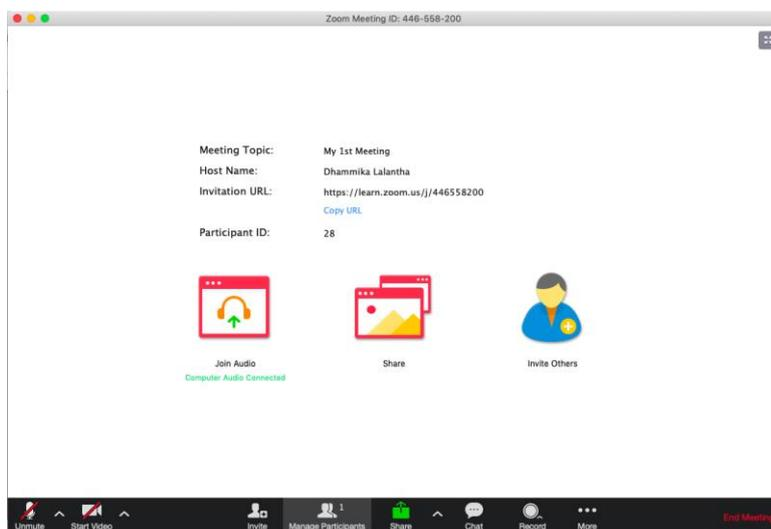 Zoom Meeting ID: 446-558-200
Meeting Topic: My 1st Meeting
Host Name: Dhammika Lalantha
Invitation URL: https://learn.zoom.us/j/446558200
Copy URL
Participant ID: 28
Join Audio Share Invite Others
Computer Audio Connected
1
Unmute Start Video Invite Manage Participants Share Chat Record More End Meeting